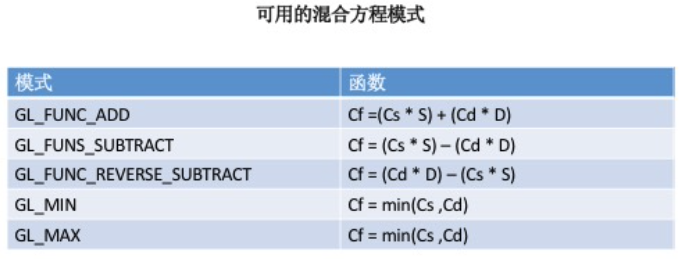 可用的混合方程模式
模式 函数
GL_FUNC_ADD Cf =(Cs * S) + (Cd * D)
GL_FUNS_SUBTRACT Cf = (Cs * S) – (Cd * D)
GL_FUNC_REVERSE_SUBTRACT Cf = (Cd * D) – (Cs * S)
GL_MIN Cf = min(Cs ,Cd)
GL_MAX Cf = min(Cs ,Cd)